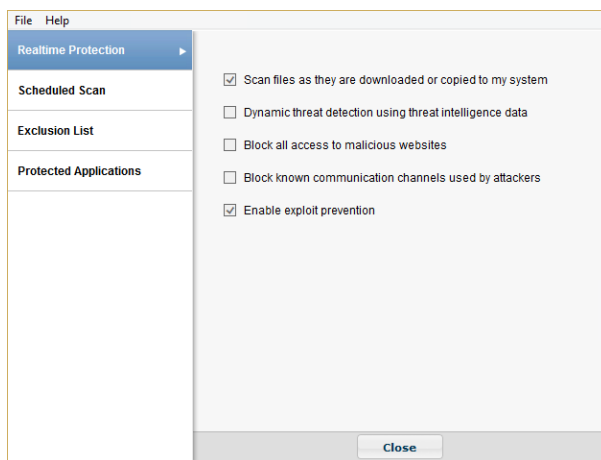 File Help
Realtime Protection
Scheduled Scan
Exclusion List
Protected Applications
Scan files as they are downloaded or copied to my system
Dynamic threat detection using threat intelligence data
Block all access to malicious websites
Block known communication channels used by attackers
Enable exploit prevention
Close